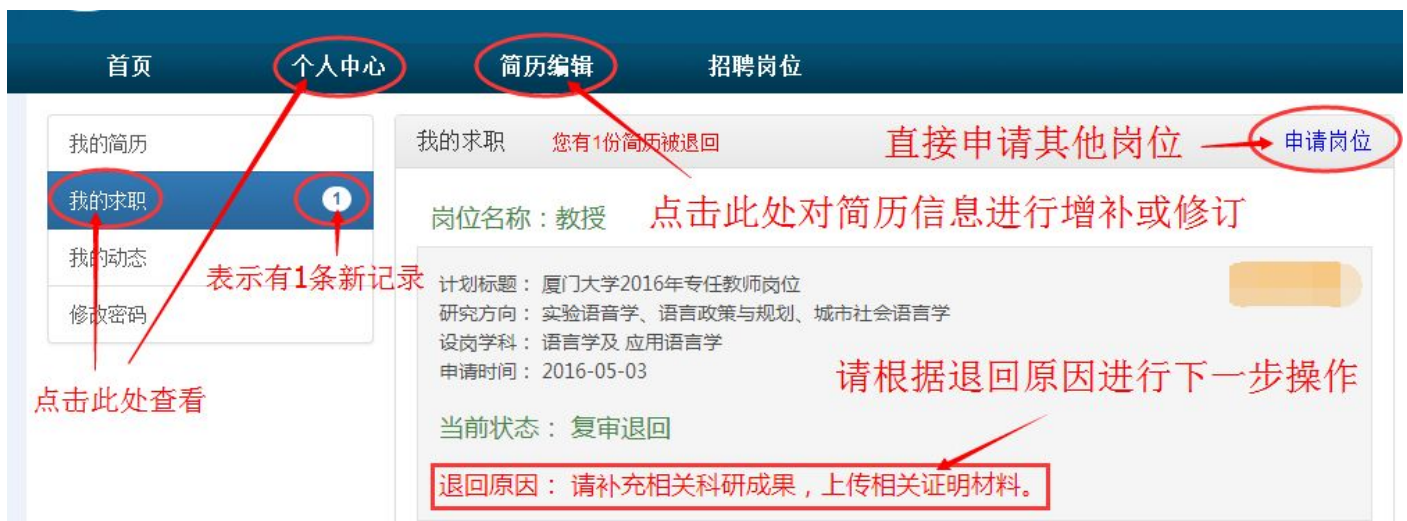 首页 个人中心 简历编辑 招聘岗位
我的简历
我的求职 1
我的动态
修改密码
表示有1条新记录
点击此处查看
我的求职 您有1份简历被退回 直接申请其他岗位 申请岗位
岗位名称：教授 点击此处对简历信息进行增补或修订
计划标题： 厦门大学2016年专任教师岗位
研究方向： 实验语音学、语言政策与规划、城市社会语言学
设岗学科： 语言学及 应用语言学
申请时间： 2016-05-03
请根据退回原因进行下一步操作
当前状态： 复审退回
退回原因： 请补充相关科研成果，上传相关证明材料。